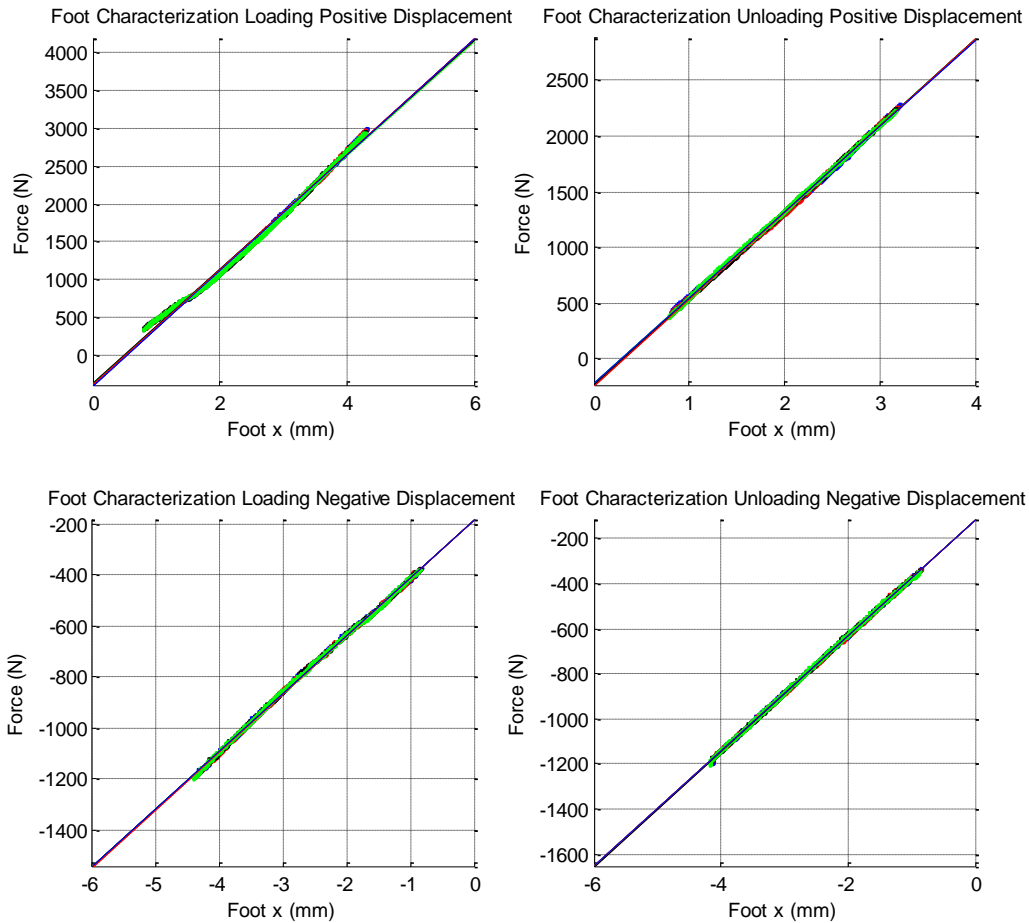 Foot Characterization Loading Positive Displacement
4000
3500
3000
2500
2000
1500
1000
500
0
Force (N)
0 2 4 6
Foot x (mm)
Foot Characterization Unloading Positive Displacement
2500
2000
1500
1000
500
0
Force (N)
0 1 2 3 4
Foot x (mm)
Foot Characterization Loading Negative Displacement
-200
-400
-600
-800
-1000
-1200
-1400
Force (N)
-6 -5 -4 -3 -2 -1 0
Foot x (mm)
Foot Characterization Unloading Negative Displacement
-200
-400
-600
-800
-1000
-1200
-1400
-1600
Force (N)
-6 -4 -2 0
Foot x (mm)